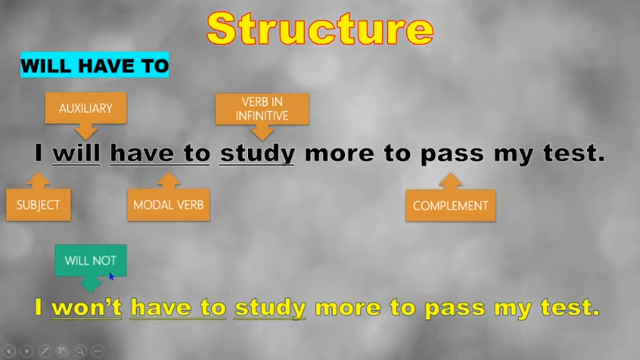 Structure
WILL HAVE TO
AUXILIARY
VERB IN
INFINITIVE
I will have to study more to pass my test.
SUBJECT
MODAL VERB
COMPLEMENT
WILL NOT
I won't have to study more to pass my test.